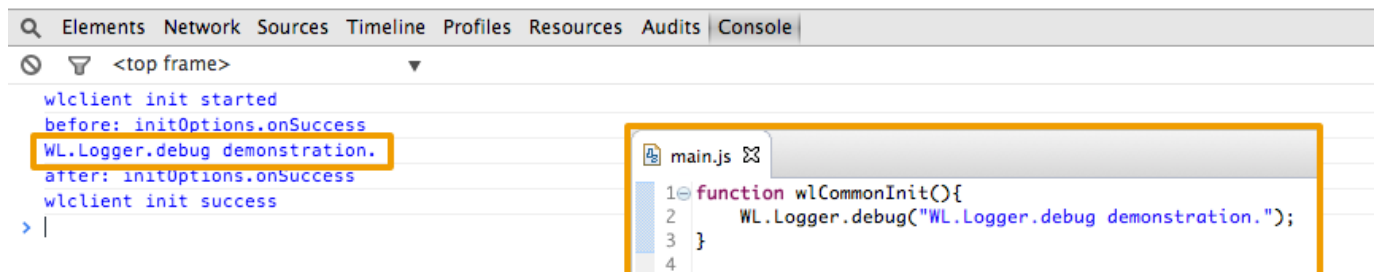 Elements Network Sources Timeline Profiles Resources Audits Console
<top frame>
wlclient init started
before: initOptions.onSuccess
WL.Logger.debug demonstration.
after: initOptions.onSuccess
wlclient init success
>
main.js
1 function wlCommonInit(){
2 WL.Logger.debug("WL.Logger.debug demonstration.");
3 }
4